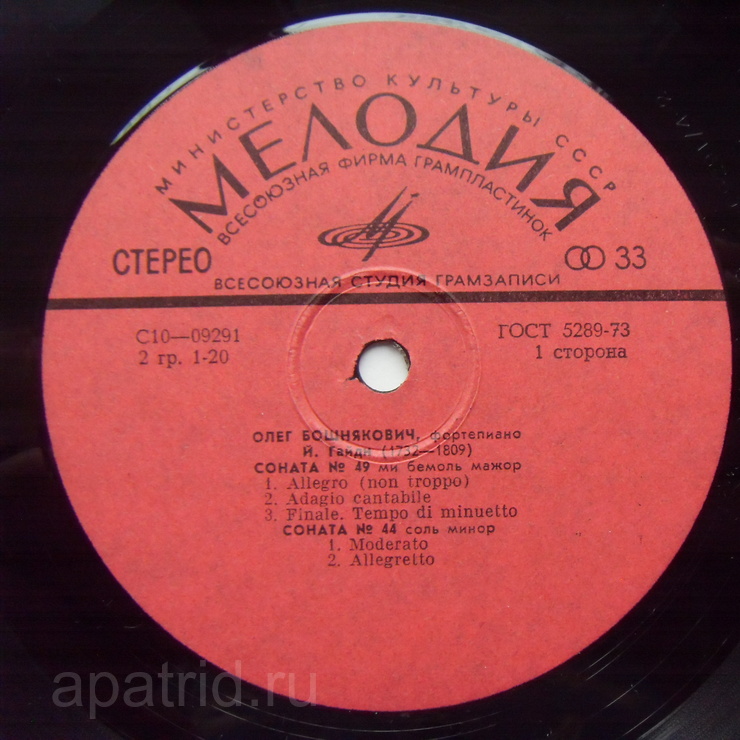 МИНИСТЕРСТВО КУЛЬТУРЫ СССР
МЕЛОДИЯ
ВСЕСОЮЗНАЯ ФИРМА ГРАМПЛАСТИНОК
СТЕРЕО
33
ВСЕСОЮЗНАЯ СТУДИЯ ГРАМЗАПИСИ
С10—09291
2 гр. 1-20
ГОСТ 5289-73
1 сторона
ОЛЕГ БОШНЯКОВИЧ, фортепиано
Й. Гайдн (1732—1809)
СОНАТА № 49 ми бемоль мажор
1. Allegro (non troppo)
2. Adagio cantabile
3. Finale. Tempo di minuetto
СОНАТА № 44 соль минор
1. Moderato
2. Allegretto
apatrid.ru